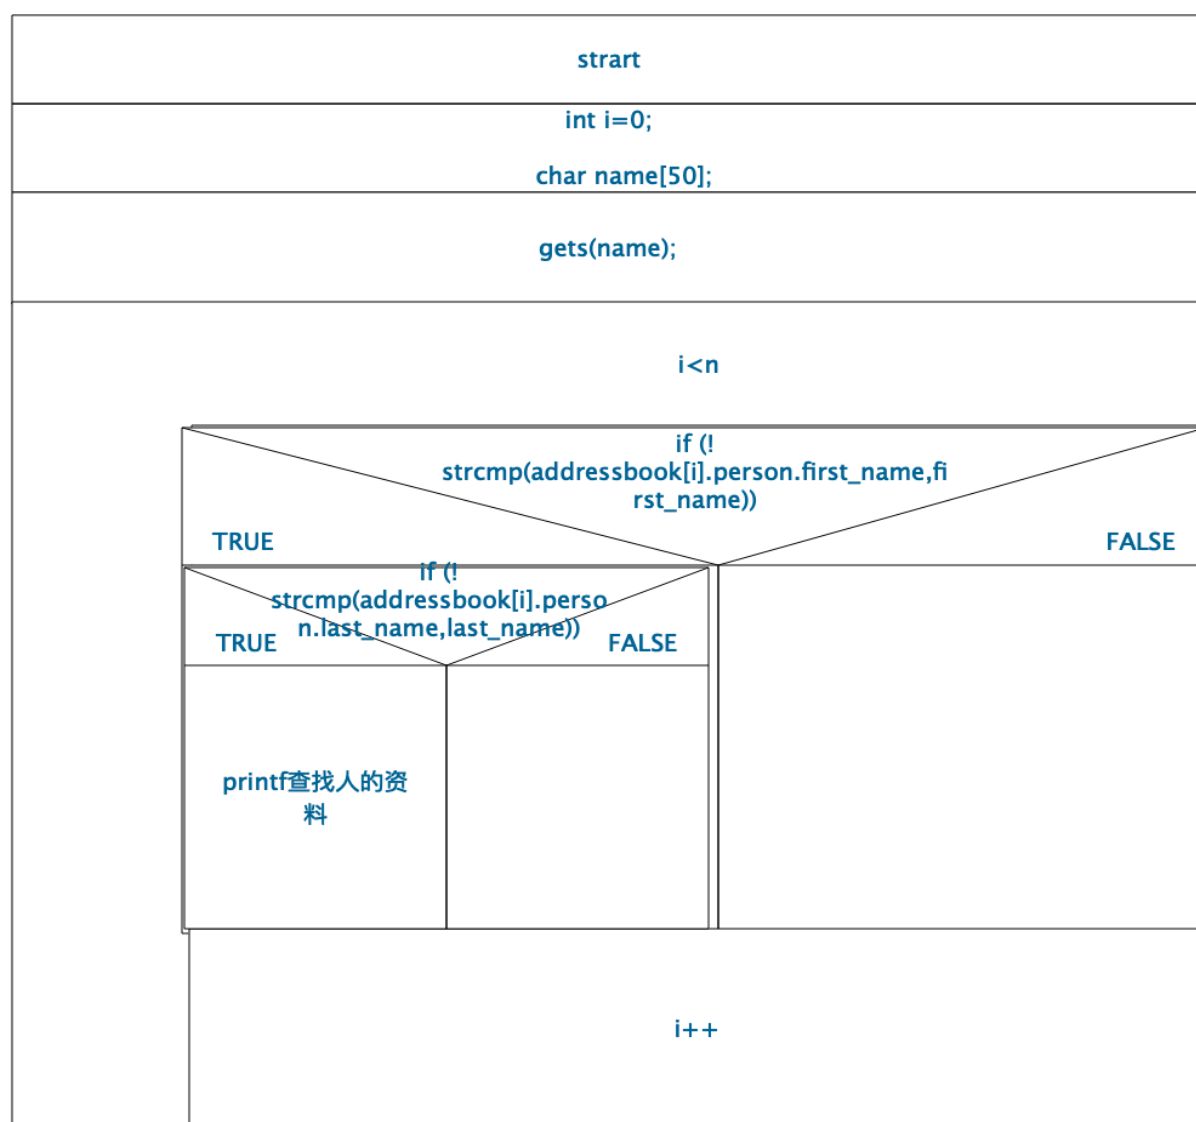 strart
int i=0;
char name[50];
gets(name);
i<n
if (!
strcmp(addressbook[i].person.first_name,fi
rst_name))
TRUE
FALSE
if (!
strcmp(addressbook[i].perso
n.last_name,last_name))
TRUE
FALSE
printf查找人的资
料
i++